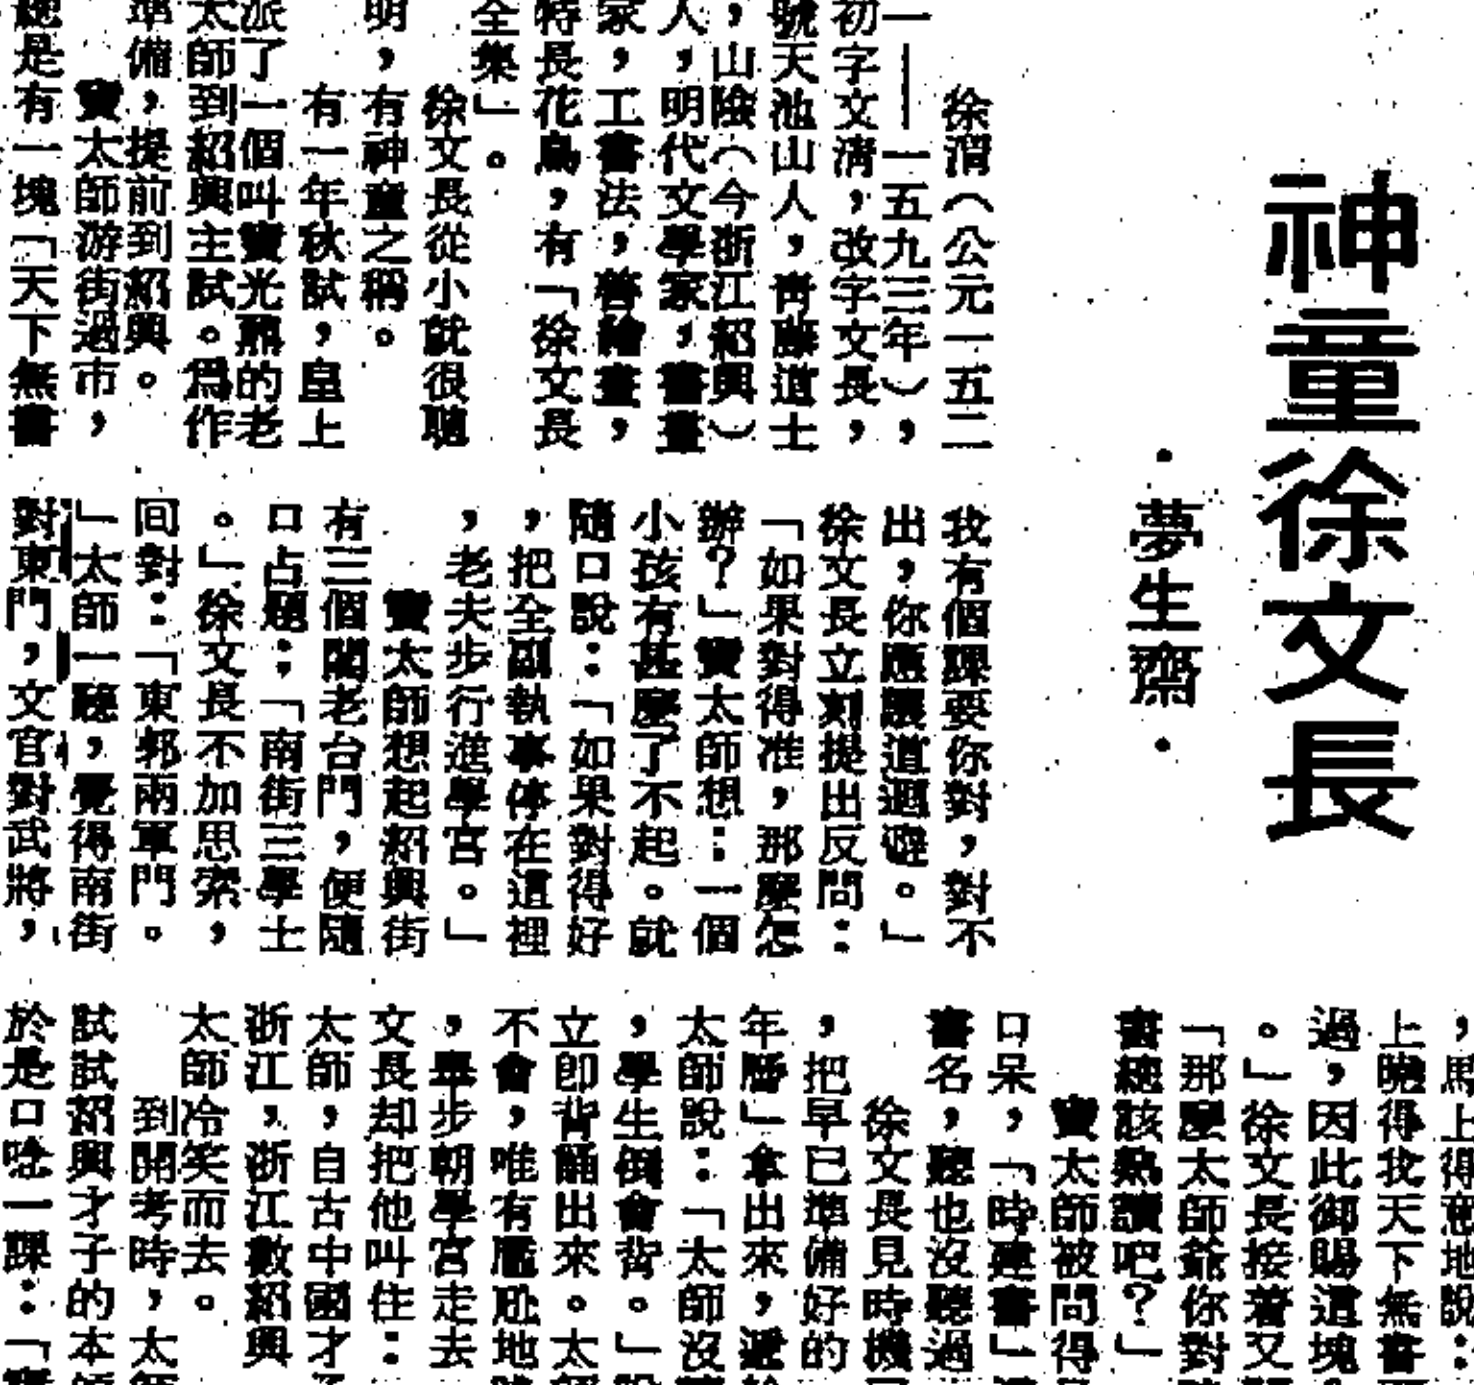 神童徐文長
·夢生齋·
徐渭（公元一五二
一——一五九三年），
初字文清，改字文長，
號天池山人，青藤道士
，山陰（今浙江紹興）
人，明代文學家，書畫
家，工書法，善繪畫，
特長花鳥，有「徐文長
全集」。
徐文長從小就很聰
明，有神童之稱。
有一年秋試，皇上
派了一個叫竇光鼐的老
太師到紹興主試。爲作
準備，提前到紹興。
竇太師游街過市，
總是有一塊「天下無書
我有個課要你對，對不
出，你應讓道迴避。」
徐文長立刻提出反問：
「如果對得准，那麼怎
辦？」竇太師想：一個
小孩有甚麼了不起。就
隨口說：「如果對得好
，把全副執事停在這裡
，老夫步行進學宮。」
竇太師想起紹興街
有三個閣老台門，便隨
口占題：「南街三學士
。」徐文長不加思索，
間對：「東郭兩軍門。
」太師一聽，覺得南街
對東門，文官對武將，
，馬上得意地說：
上曉得我天下無書
過，因此御賜這塊
。」徐文長接着又
「那麼太師爺你對
書總該熟讀吧？」
竇太師被問得
口呆，「時建書」
書名，聽也沒聽過
徐文長見時機
，把早已準備好的
年曆」拿出來，遞
太師說：「太師沒
，學生倒會背。」
立即背誦出來。太
不會，唯有尷尬地
，舉步朝學宮走去
文長却把他叫住：
太師，自古中國才
浙江，浙江數紹興
太師冷笑而去。
到開考時，太
試試紹興才子的本
於是口唸一課：「